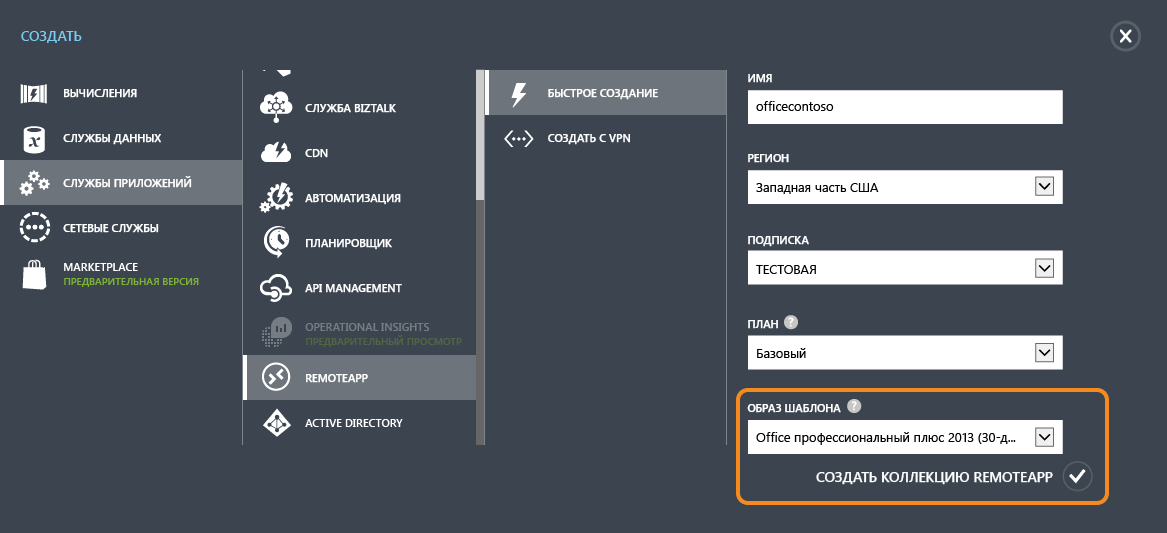 СОЗДАТЬ
ВЫЧИСЛЕНИЯ
СЛУЖБЫ ДАННЫХ
СЛУЖБЫ ПРИЛОЖЕНИЙ
СЕТЕВЫЕ СЛУЖБЫ
MARKETPLACE
ПРЕДВАРИТЕЛЬНАЯ ВЕРСИЯ
СЛУЖБА BIZTALK
CDN
АВТОМАТИЗАЦИЯ
ПЛАНИРОВЩИК
API MANAGEMENT
OPERATIONAL INSIGHTS
ПРЕДВАРИТЕЛЬНЫЙ ПРОСМОТР
REMOTEAPP
ACTIVE DIRECTORY
БЫСТРОЕ СОЗДАНИЕ
СОЗДАТЬ С VPN
ИМЯ
officecontoso
РЕГИОН
Западная часть США
ПОДПИСКА
ТЕСТОВАЯ
ПЛАН ?
Базовый
ОБРАЗ ШАБЛОНА ?
Office профессиональный плюс 2013 (30-д...
СОЗДАТЬ КОЛЛЕКЦИЮ REMOTEAPP